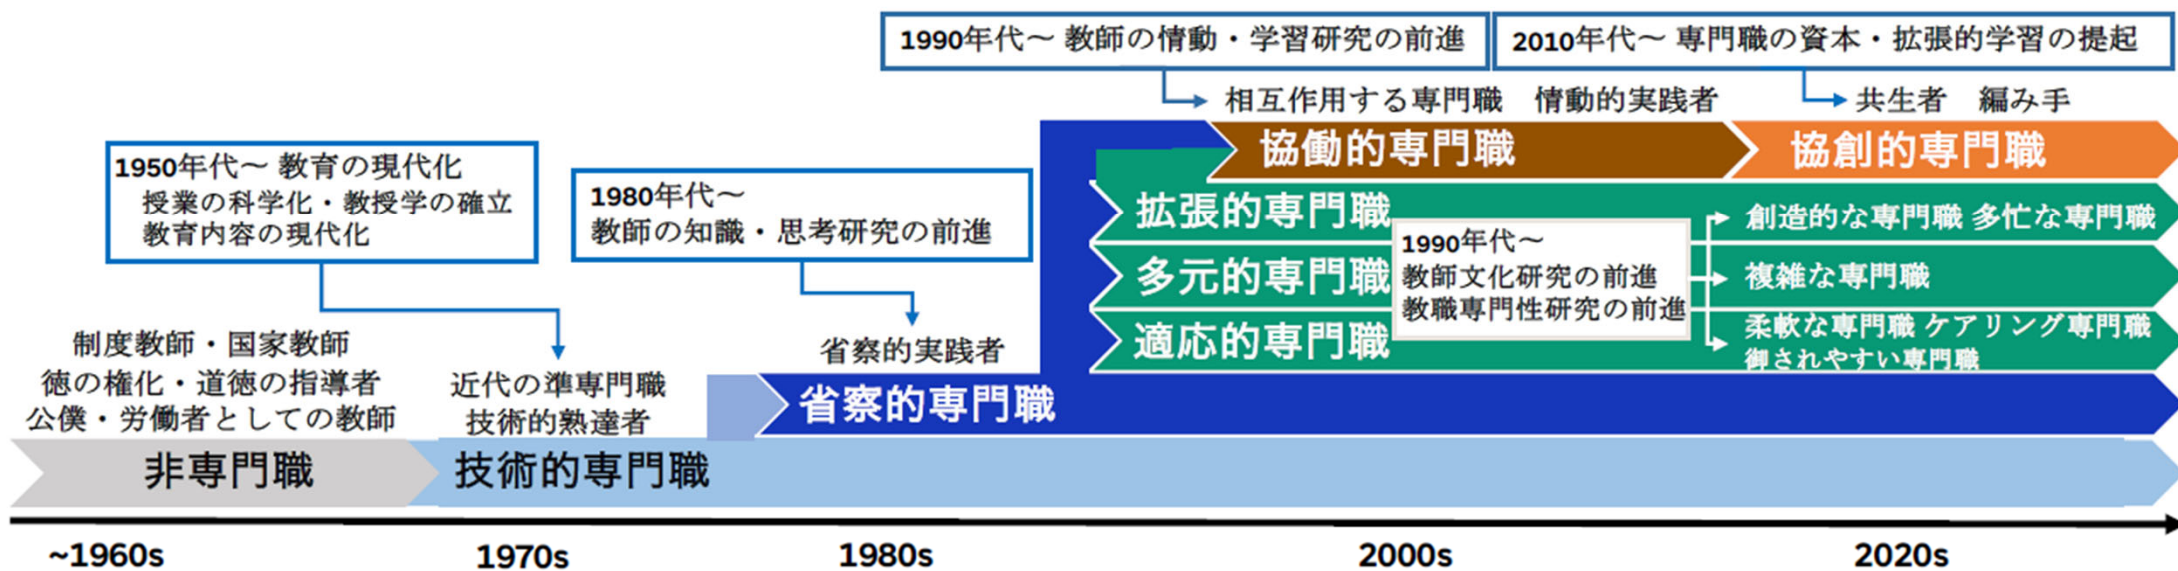 1990年代～ 教師の情動・学習研究の前進
2010年代～ 専門職の資本・拡張的学習の提起
相互作用する専門職　情動的実践者
共生者　編み手
協働的専門職
協創的専門職
1950年代～ 教育の現代化
授業の科学化・教授学の確立
教育内容の現代化
1980年代～
教師の知識・思考研究の前進
拡張的専門職
多元的専門職
適応的専門職
1990年代～
教師文化研究の前進
教職専門性研究の前進
創造的な専門職 多忙な専門職
複雑な専門職
柔軟な専門職 ケアリング専門職
御されやすい専門職
制度教師・国家教師
徳の権化・道徳の指導者
公僕・労働者としての教師
近代の準専門職
技術的熟達者
省察的実践者
省察的専門職
非専門職
技術的専門職
~1960s
1970s
1980s
2000s
2020s